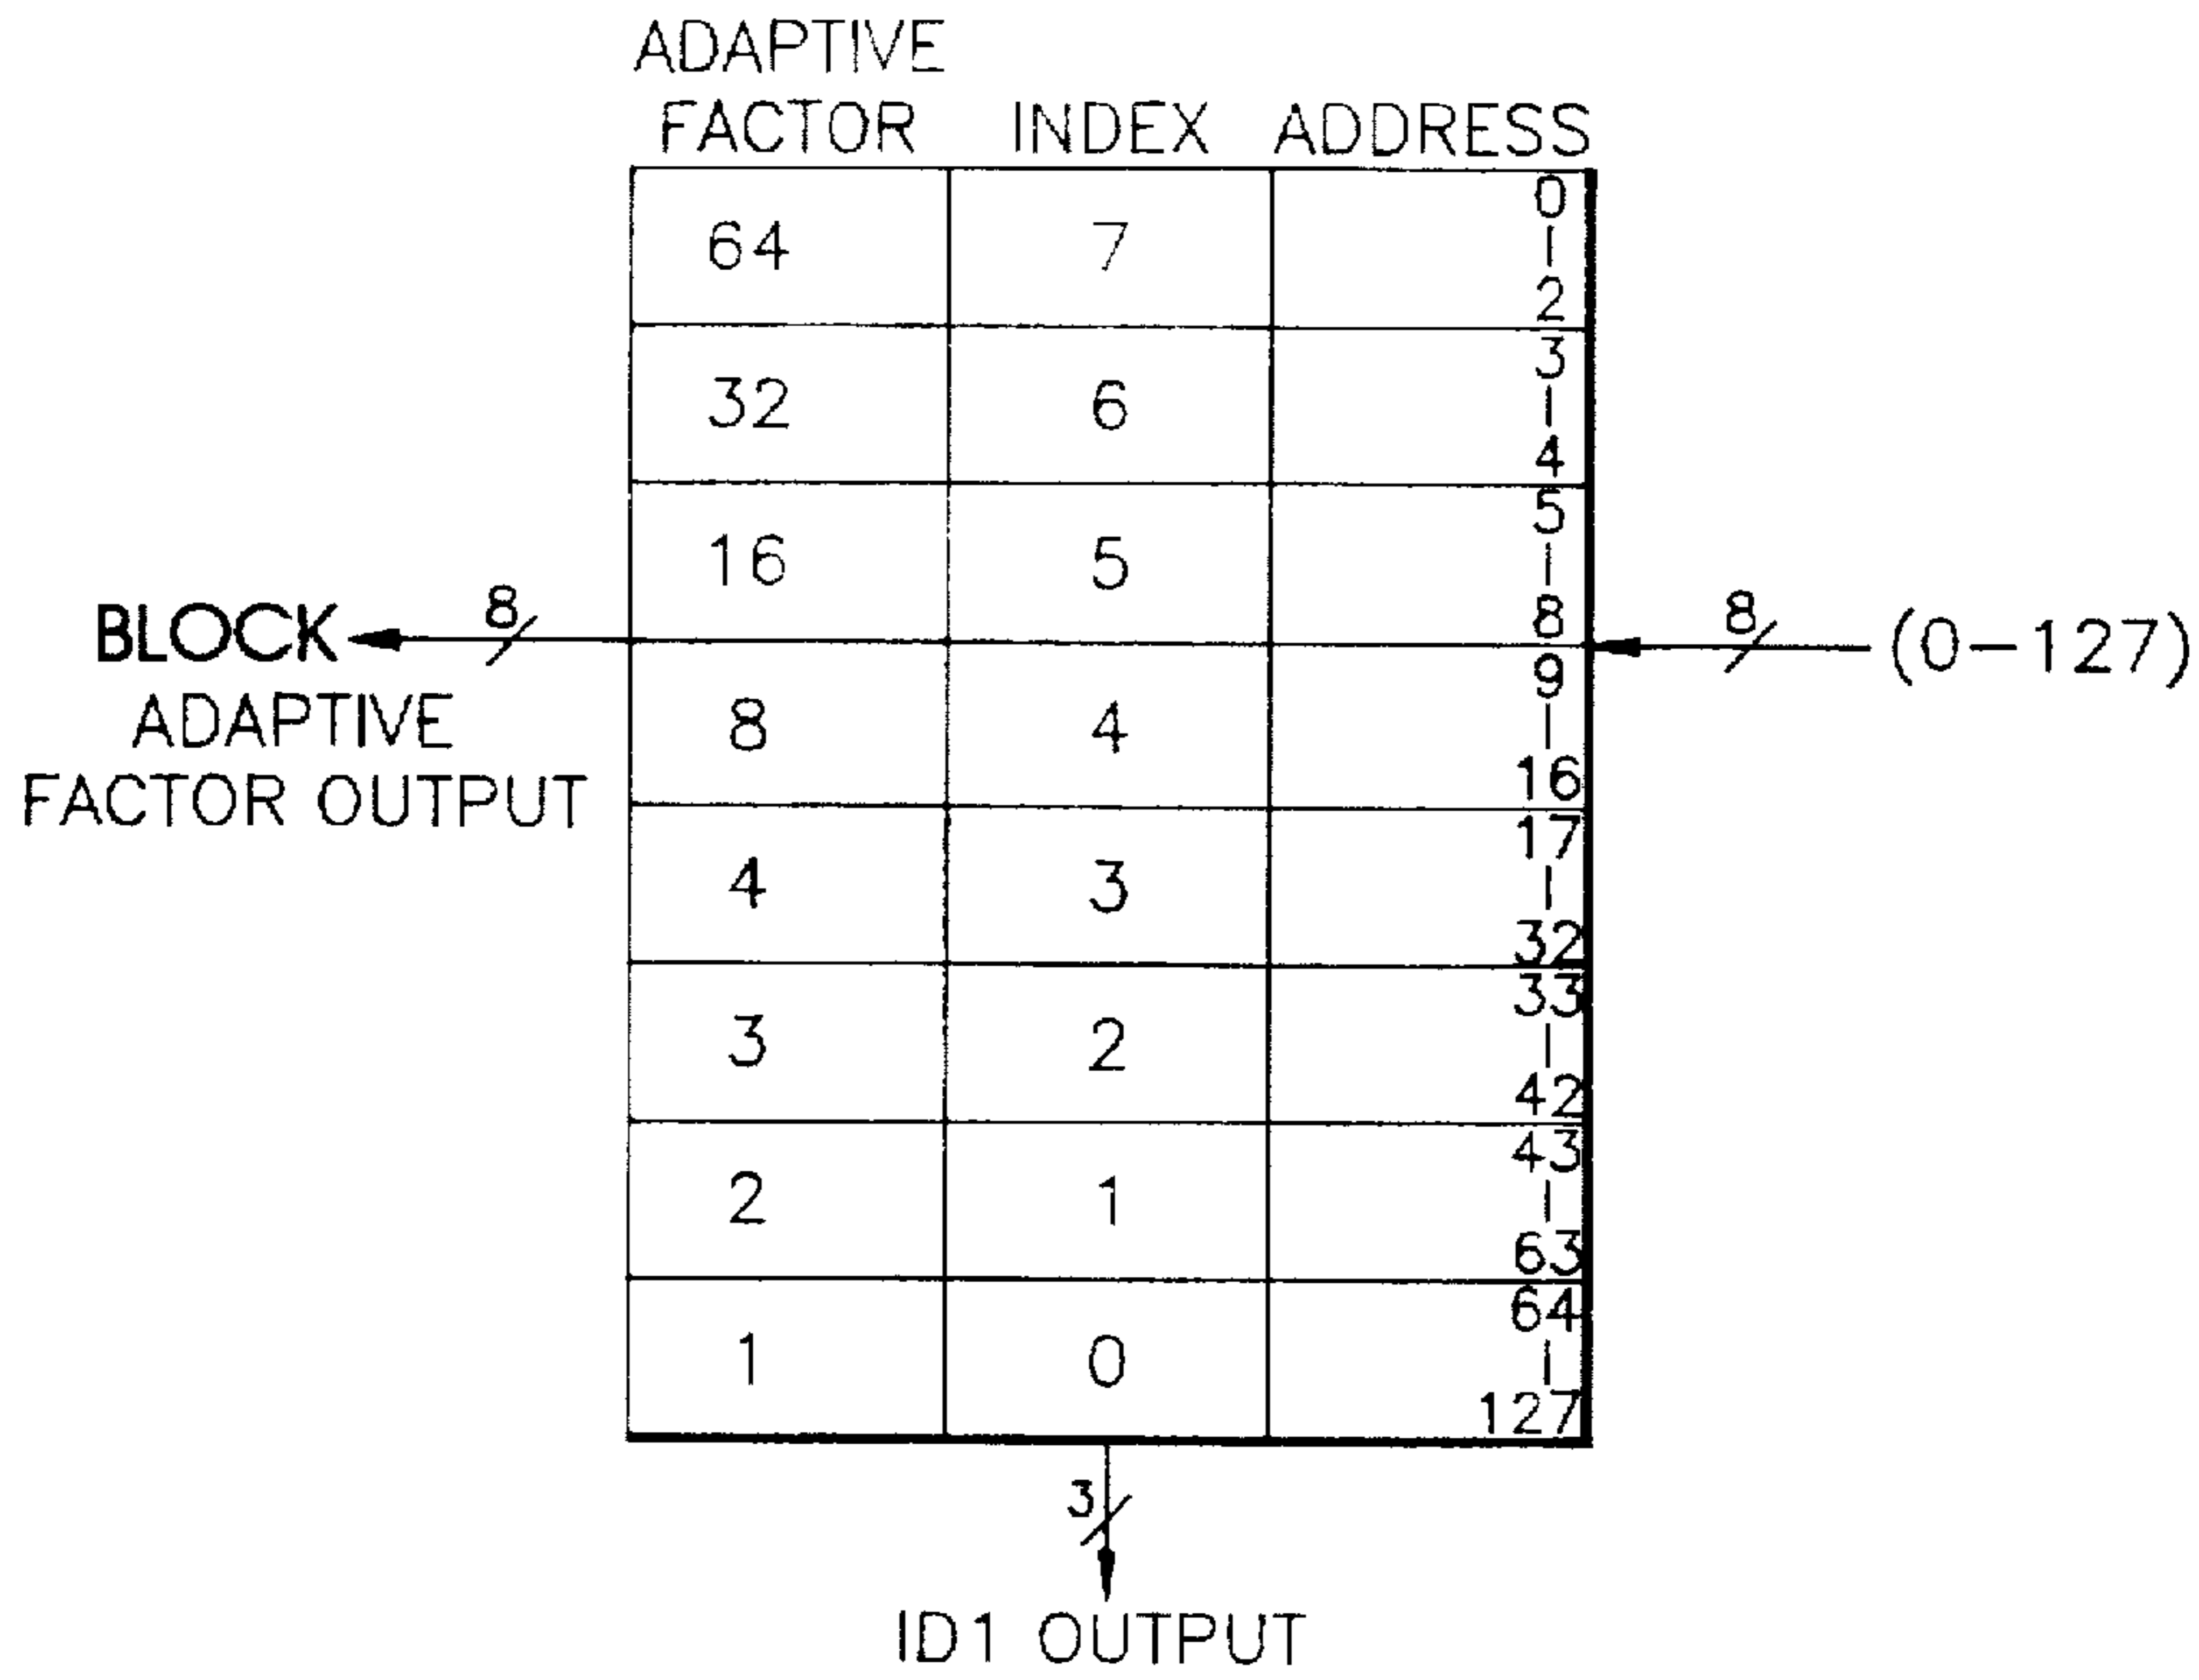 ADAPTIVE
FACTOR INDEX ADDRESS
64 7 0
|
2
32 6 3
|
4
16 5 5
|
8
8 4 9
|
16
4 3 17
|
32
3 2 33
|
42
2 1 43
|
63
1 0 64
|
127
BLOCK
ADAPTIVE
FACTOR OUTPUT
8
8
(0–127)
3
ID1 OUTPUT